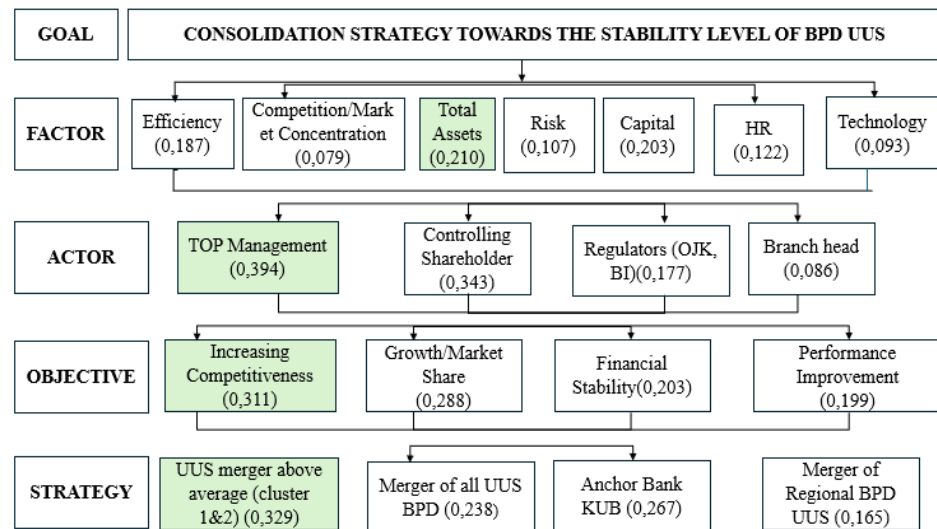 GOAL
CONSOLIDATION STRATEGY TOWARDS THE STABILITY LEVEL OF BPD UUS
FACTOR
Efficiency
(0,187)
Competition/Mark
et Concentration
(0,079)
Total
Assets
(0,210)
Risk
(0,107)
Capital
(0,203)
HR
(0,122)
Technology
(0,093)
ACTOR
TOP Management
(0,394)
Controlling
Shareholder
(0,343)
Regulators (OJK,
BI)(0,177)
Branch head
(0,086)
OBJECTIVE
Increasing
Competitiveness
(0,311)
Growth/Market
Share
(0,288)
Financial
Stability(0,203)
Performance
Improvement
(0,199)
STRATEGY
UUS merger above
average (cluster
1&2) (0,329)
Merger of all UUS
BPD (0,238)
Anchor Bank
KUB (0,267)
Merger of
Regional BPD
UUS (0,165)